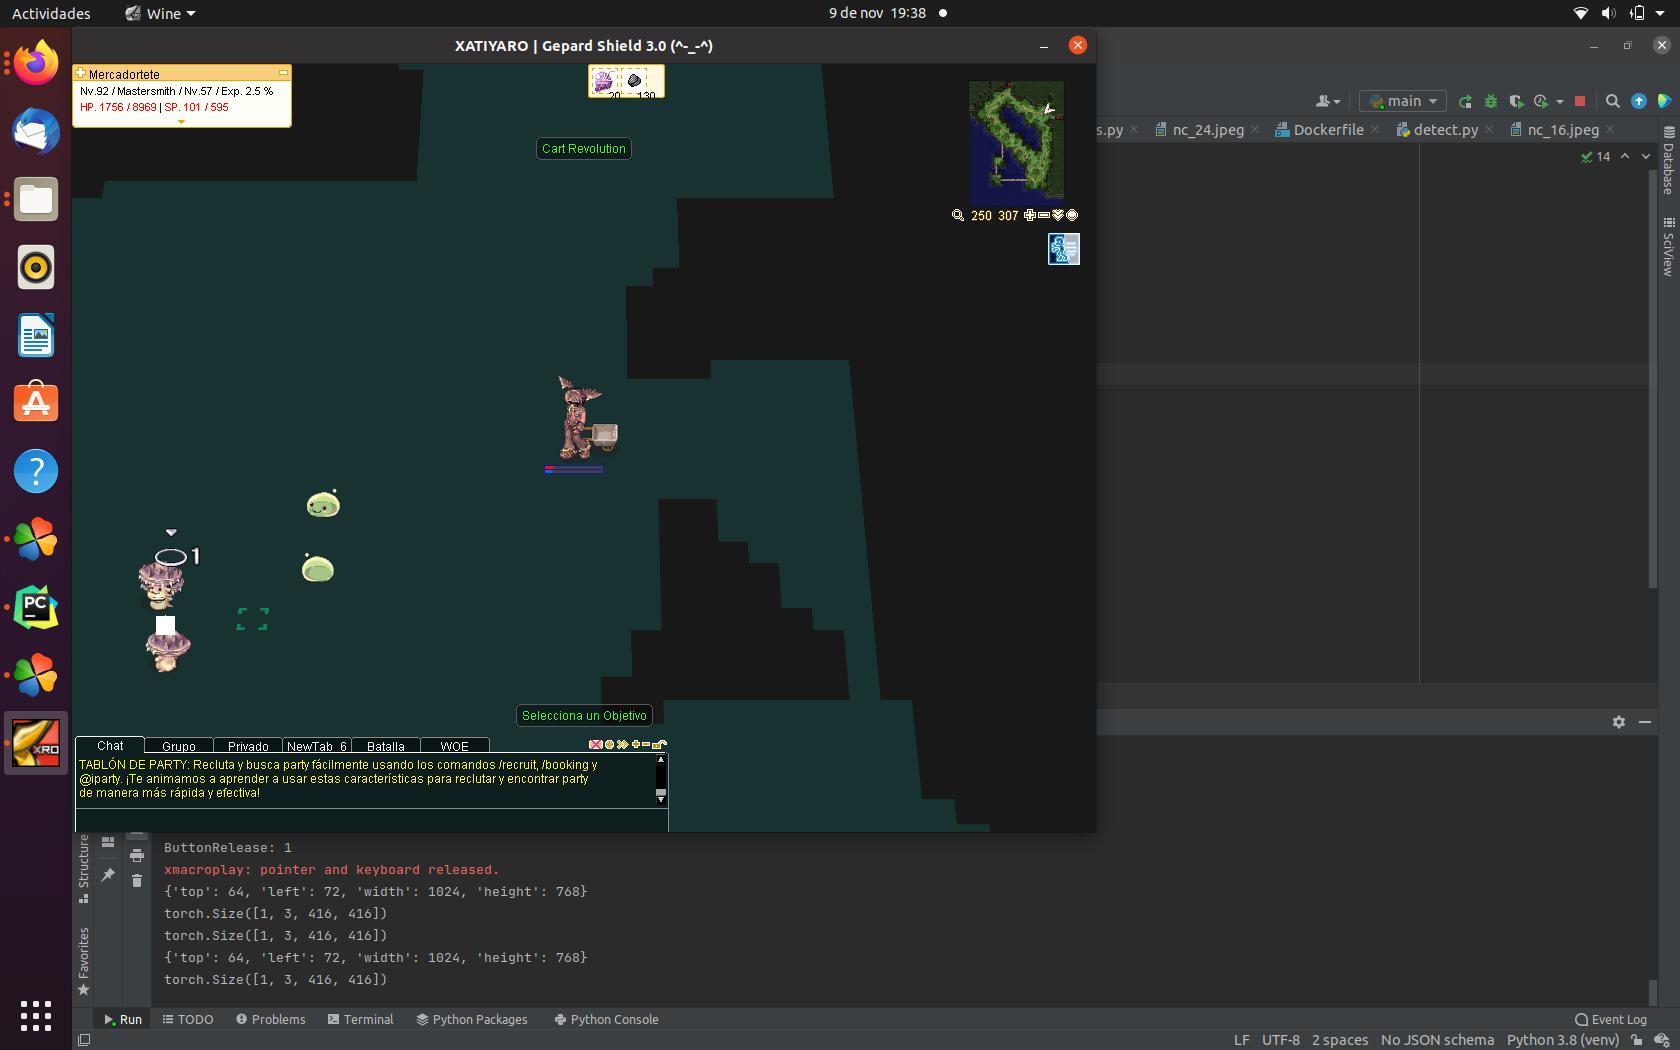 Actividades
Wine
9 de nov 19:38
XATIYARO | Gepard Shield 3.0 (^-_-^)
Mercadortete
Nv.92 / Mastersmith / Nv.57 / Exp. 2.5 %
HP. 1756 / 8969 | SP. 101 / 595
20
130
Cart Revolution
250 307
main
s.py
nc_24.jpeg
Dockerfile
detect.py
nc_16.jpeg
14
Database
SciView
1
Selecciona un Objetivo
Chat
Grupo
Privado
NewTab_6
Batalla
WOE
TABLÓN DE PARTY: Recluta y busca party fácilmente usando los comandos /recruit, /booking y
@iparty. ¡Te animamos a aprender a usar estas características para reclutar y encontrar party
de manera más rápida y efectiva!
PC
XRO
Structure
Favorites
ButtonRelease: 1
xmacroplay: pointer and keyboard released.
{'top': 64, 'left': 72, 'width': 1024, 'height': 768}
torch.Size([1, 3, 416, 416])
torch.Size([1, 3, 416, 416])
{'top': 64, 'left': 72, 'width': 1024, 'height': 768}
torch.Size([1, 3, 416, 416])
Run
TODO
Problems
Terminal
Python Packages
Python Console
Event Log
LF UTF-8 2 spaces No JSON schema Python 3.8 (venv)